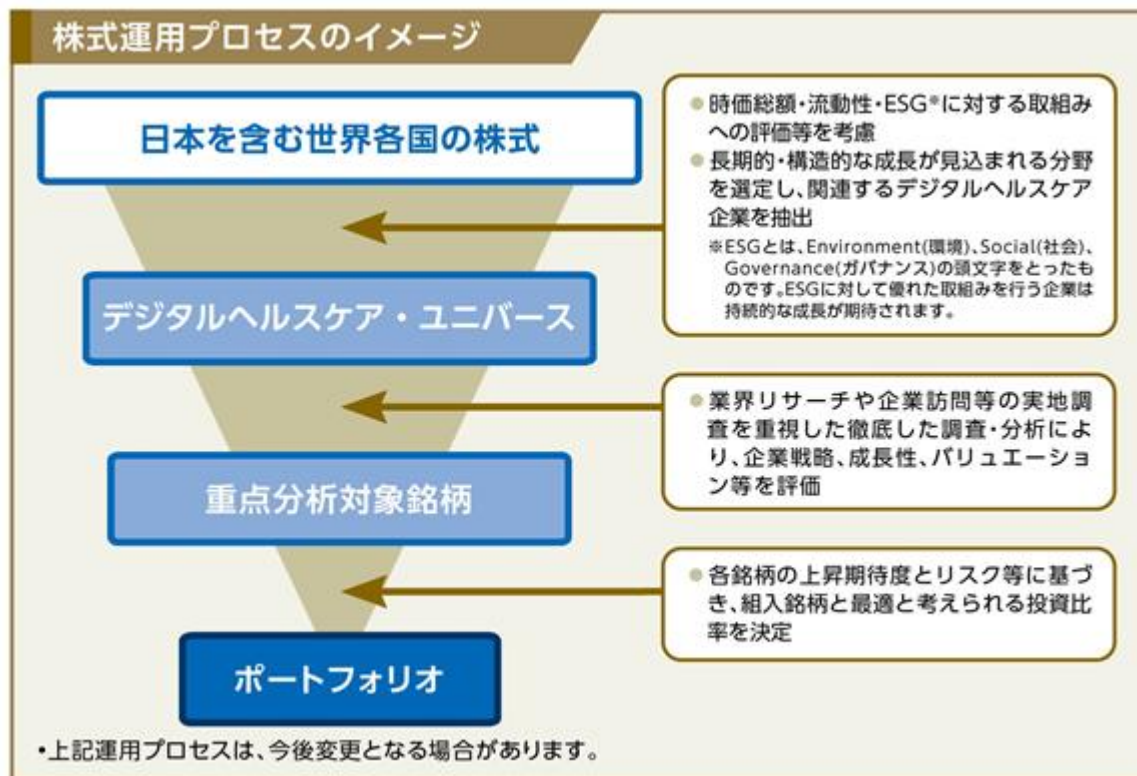 株式運用プロセスのイメージ
日本を含む世界各国の株式
● 時価総額・流動性・ESG※に対する取組み
への評価等を考慮
● 長期的・構造的な成長が見込まれる分野
を選定し、関連するデジタルヘルスケア
企業を抽出
※ESGとは、Environment(環境)、Social(社会)、
Governance(ガバナンス)の頭文字をとったも
のです。ESGに対して優れた取組みを行う企業は
持続的な成長が期待されます。
デジタルヘルスケア・ユニバース
● 業界リサーチや企業訪問等の実地調
査を重視した徹底した調査・分析によ
り、企業戦略、成長性、バリュエーショ
ン等を評価
重点分析対象銘柄
● 各銘柄の上昇期待度とリスク等に基づ
き、組入銘柄と最適と考えられる投資比
率を決定
ポートフォリオ
・上記運用プロセスは、今後変更となる場合があります。